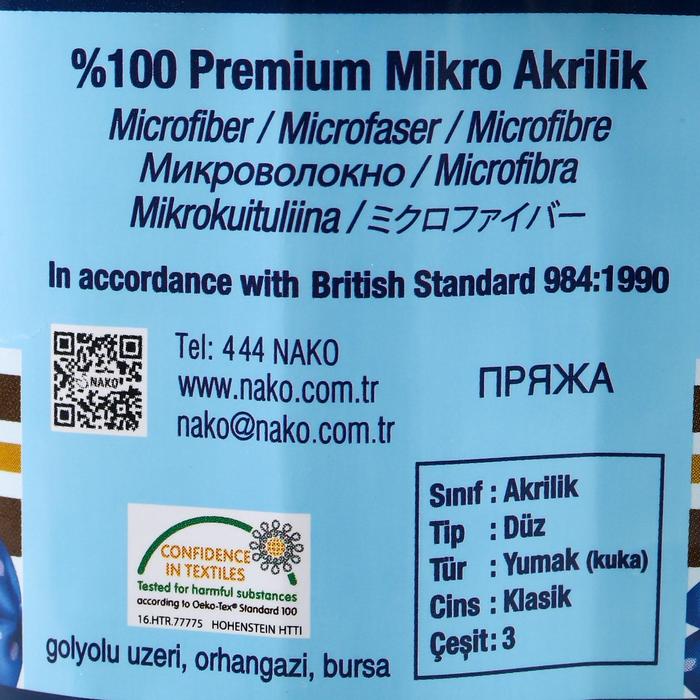 %100 Premium Mikro Akrilik
Microfiber / Microfaser / Microfibre
Микроволокно / Microfibra
Mikrokuituliina / ミクロファイバー
In accordance with British Standard 984:1990
NAKO
Tel: 444 NAKO
www.nako.com.tr
nako@nako.com.tr
ПРЯЖА
CONFIDENCE
IN TEXTILES
Tested for harmful substances
according to Oeko-Tex® Standard 100
16.HTR.77775 HOHENSTEIN HTTI
golyolu uzeri, orhangazi, bursa
Sınıf : Akrilik
Tip : Düz
Tür : Yumak (kuka)
Cins : Klasik
Çeşit : 3